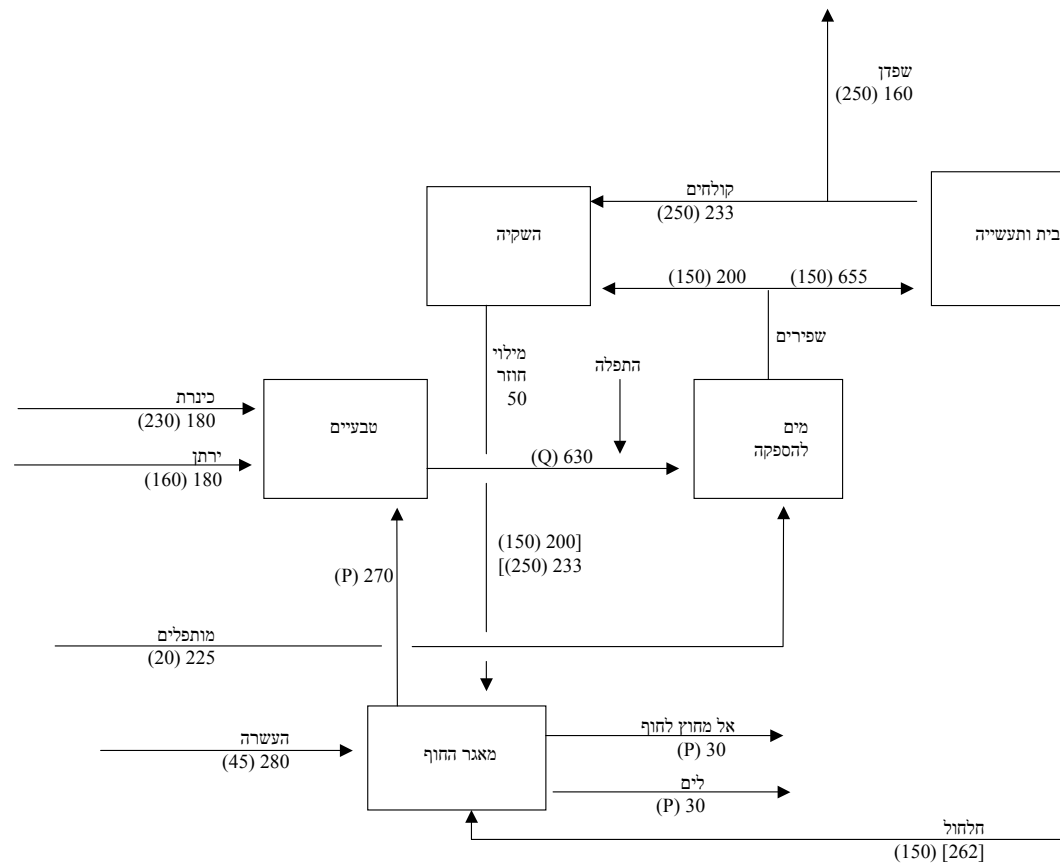 שפדן
160 (250)
קולחים
233 (250)
השקיה
בית ותעשייה
655 (150)
200 (150)
שפירים
מילוי
חוזר
50
התפלה
כינרת
180 (230)
טבעיים
מים
להספקה
630 (Q)
ירתן
180 (160)
[200 (150)
233 (250)]
270 (P)
מותפלים
225 (20)
העשרה
280 (45)
מאגר החוף
אל מחוץ לחוף
30 (P)
לים
30 (P)
חלחול
[262] (150)